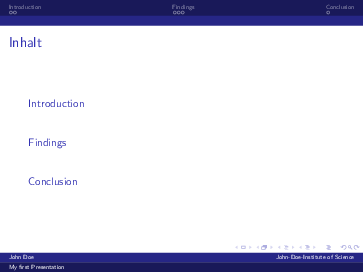 Introduction
Findings
Conclusion
Inhalt
Introduction
Findings
Conclusion
John Doe
John-Doe-Institute of Science
My first Presentation